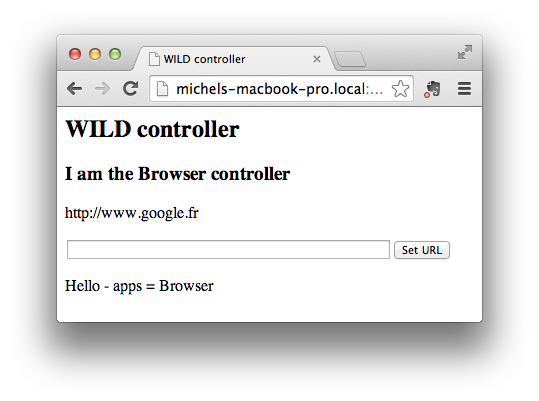 WILD controller
michels-macbook-pro.local:...
WILD controller
I am the Browser controller
http://www.google.fr
Set URL
Hello - apps = Browser